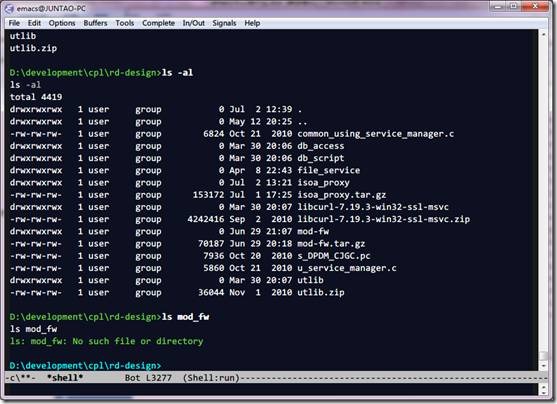 emacs@JUNTAO-PC
File Edit Options Buffers Tools Complete In/Out Signals Help
utlib
utlib.zip
D:\development\cpl\rd-design>ls -al
ls -al
total 4419
drwxrwxrwx 1 user group 0 Jul 2 12:39 .
drwxrwxrwx 1 user group 0 May 12 20:25 ..
-rw-rw-rw- 1 user group 6824 Oct 21 2010 common_using_service_manager.c
drwxrwxrwx 1 user group 0 Mar 30 20:06 db_access
drwxrwxrwx 1 user group 0 Mar 30 20:06 db_script
drwxrwxrwx 1 user group 0 Apr 8 22:43 file_service
drwxrwxrwx 1 user group 0 Jul 2 13:21 isoa_proxy
-rw-rw-rw- 1 user group 153172 Jul 1 17:25 isoa_proxy.tar.gz
drwxrwxrwx 1 user group 0 Mar 30 20:07 libcurl-7.19.3-win32-ssl-msvc
-rw-rw-rw- 1 user group 4242416 Sep 2 2010 libcurl-7.19.3-win32-ssl-msvc.zip
drwxrwxrwx 1 user group 0 Jun 29 21:07 mod-fw
-rw-rw-rw- 1 user group 70187 Jun 29 20:18 mod-fw.tar.gz
-rw-rw-rw- 1 user group 7936 Oct 20 2010 s_DPDM_CJGC.pc
-rw-rw-rw- 1 user group 5860 Oct 21 2010 u_service_manager.c
drwxrwxrwx 1 user group 0 Mar 30 20:07 utlib
-rw-rw-rw- 1 user group 36044 Nov 1 2010 utlib.zip
D:\development\cpl\rd-design>ls mod_fw
ls mod_fw
ls: mod_fw: No such file or directory
D:\development\cpl\rd-design>
-c\**- *shell* Bot L3277 (Shell:run)--------------------------------------------------